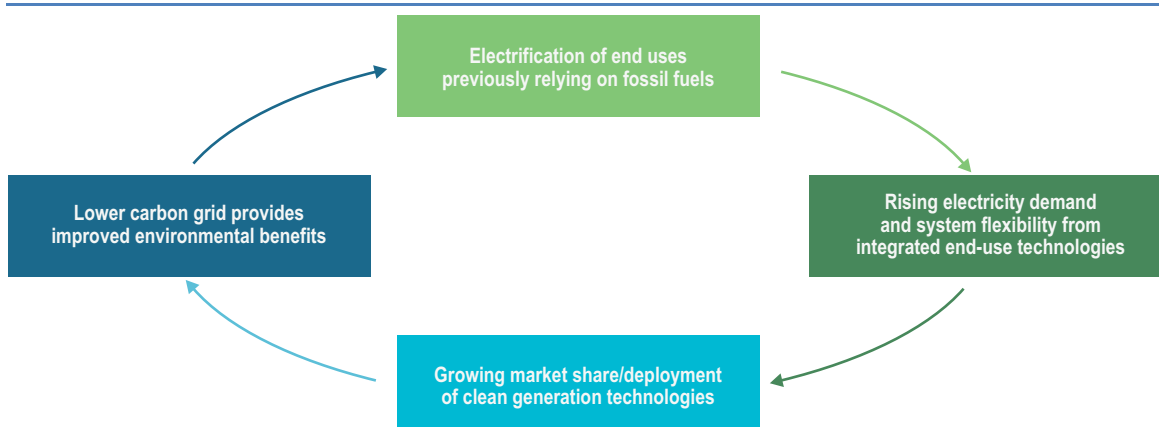 Electrification of end uses
previously relying on fossil fuels
Rising electricity demand
and system flexibility from
integrated end-use technologies
Growing market share/deployment
of clean generation technologies
Lower carbon grid provides
improved environmental benefits